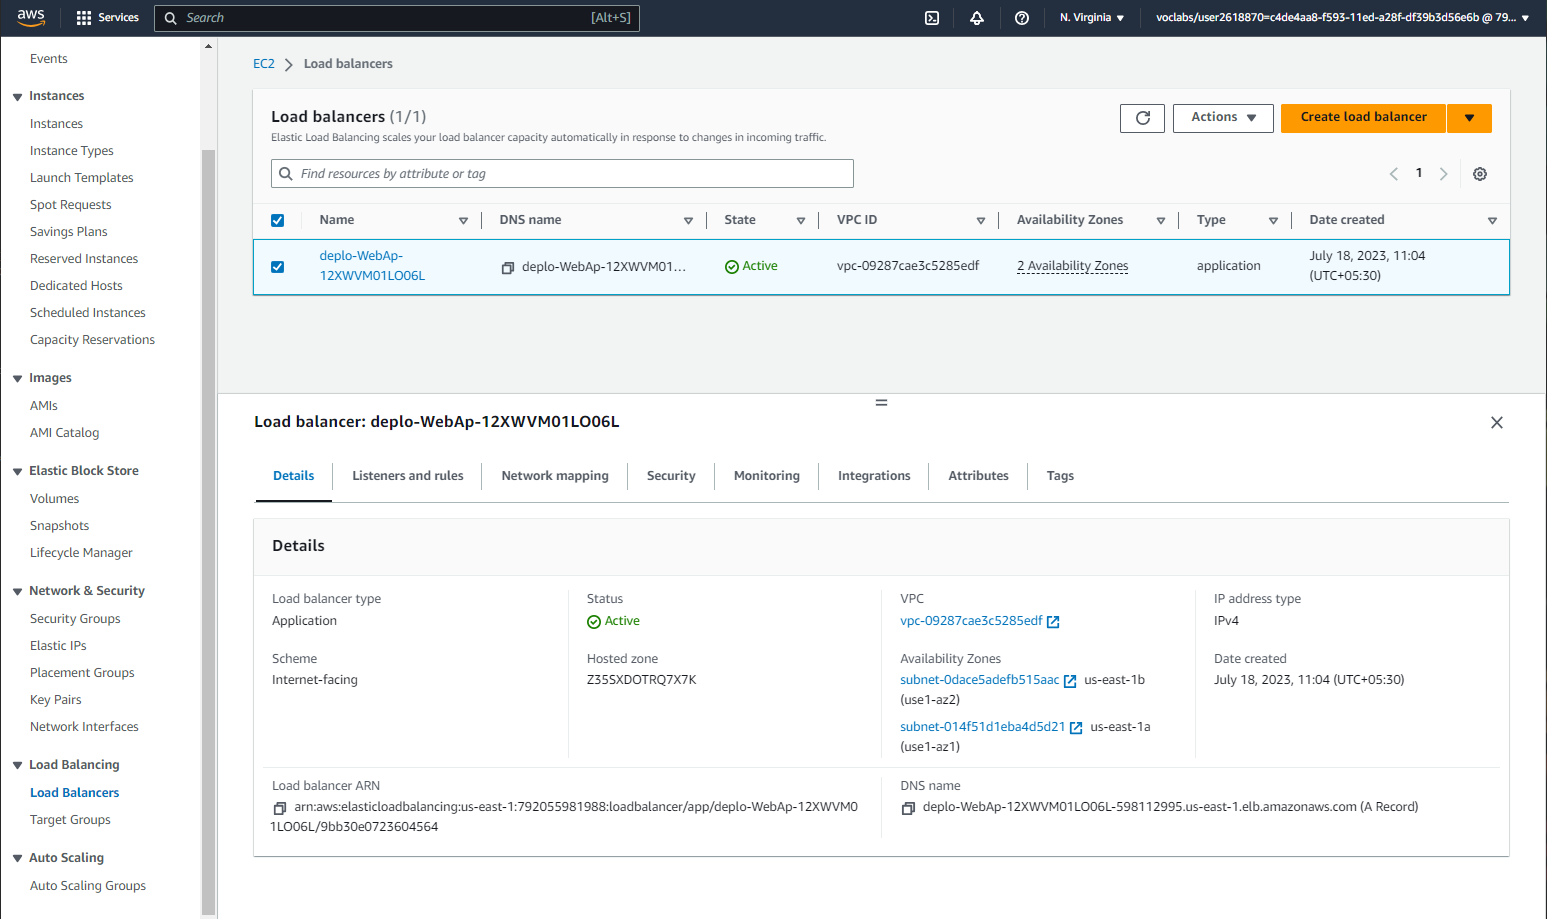 aws
Services
Search [Alt+S]
N. Virginia
voclabs/user2618870=c4de4aa8-f593-11ed-a28f-df39b3d56e6b @ 79...
Events
Instances
Instances
Instance Types
Launch Templates
Spot Requests
Savings Plans
Reserved Instances
Dedicated Hosts
Scheduled Instances
Capacity Reservations
Images
AMIs
AMI Catalog
Elastic Block Store
Volumes
Snapshots
Lifecycle Manager
Network & Security
Security Groups
Elastic IPs
Placement Groups
Key Pairs
Network Interfaces
Load Balancing
Load Balancers
Target Groups
Auto Scaling
Auto Scaling Groups
EC2 Load balancers
Load balancers (1/1)
Elastic Load Balancing scales your load balancer capacity automatically in response to changes in incoming traffic.
Actions
Create load balancer
Find resources by attribute or tag
1
Name DNS name State VPC ID Availability Zones Type Date created
deplo-WebAp-
12XWVM01LO06L
deplo-WebAp-12XWVM01...
Active
vpc-09287cae3c5285edf
2 Availability Zones
application
July 18, 2023, 11:04
(UTC+05:30)
Load balancer: deplo-WebAp-12XWVM01LO06L
Details Listeners and rules Network mapping Security Monitoring Integrations Attributes Tags
Details
Load balancer type
Application
Scheme
Internet-facing
Status
Active
Hosted zone
Z35SXDOTRQ7X7K
VPC
vpc-09287cae3c5285edf
Availability Zones
subnet-0dace5adefb515aac us-east-1b
(use1-az2)
subnet-014f51d1eba4d5d21 us-east-1a
(use1-az1)
IP address type
IPv4
Date created
July 18, 2023, 11:04 (UTC+05:30)
Load balancer ARN
arn:aws:elasticloadbalancing:us-east-1:792055981988:loadbalancer/app/deplo-WebAp-12XWVM0
1LO06L/9bb30e0723604564
DNS name
deplo-WebAp-12XWVM01LO06L-598112995.us-east-1.elb.amazonaws.com (A Record)